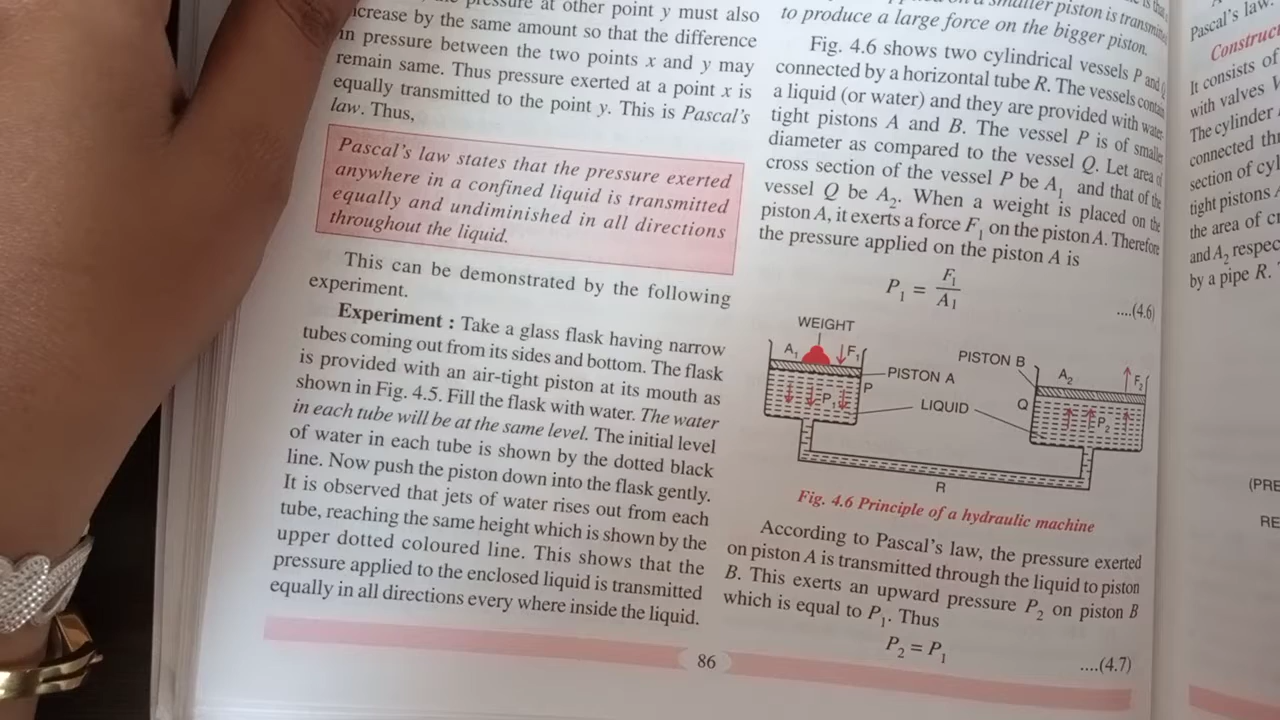 pressure at other point y must also
increase by the same amount so that the difference
in pressure between the two points x and y may
remain same. Thus pressure exerted at a point x is
equally transmitted to the point y. This is Pascal's
law. Thus,
Pascal's law states that the pressure exerted
anywhere in a confined liquid is transmitted
equally and undiminished in all directions
throughout the liquid.
This can be demonstrated by the following
experiment.
Experiment : Take a glass flask having narrow
tubes coming out from its sides and bottom. The flask
is provided with an air-tight piston at its mouth as
shown in Fig. 4.5. Fill the flask with water. The water
in each tube will be at the same level. The initial level
of water in each tube is shown by the dotted black
line. Now push the piston down into the flask gently.
It is observed that jets of water rises out from each
tube, reaching the same height which is shown by the
upper dotted coloured line. This shows that the
pressure applied to the enclosed liquid is transmitted
equally in all directions every where inside the liquid.
smaller piston is
to produce a large force on the bigger piston.
Fig. 4.6 shows two cylindrical vessels P and
connected by a horizontal tube R. The vessels
a liquid (or water) and they are provided with
tight pistons A and B. The vessel P is of
diameter as compared to the vessel Q. Let area of
cross section of the vessel P be A₁ and that of the
vessel Q be A₂. When a weight is placed on the
piston A, it exerts a force F₁ on the piston A. Therefore
the pressure applied on the piston A is
P₁ = F₁/A₁ ....(4.6)
WEIGHT
A₁ F₁
PISTON B
A₂ F₂
PISTON A
P
LIQUID
Q
P₁
P₂
R
Fig. 4.6 Principle of a hydraulic machine
According to Pascal's law, the pressure exerted
on piston A is transmitted through the liquid to piston
B. This exerts an upward pressure P₂ on piston B
which is equal to P₁. Thus
P₂ = P₁ ....(4.7)
86
Pascal's law.
It consists of
with valves
The cylinder
connected
section of
tight pistons
the area of
and A₂
by a pipe R.
(PRE
RE